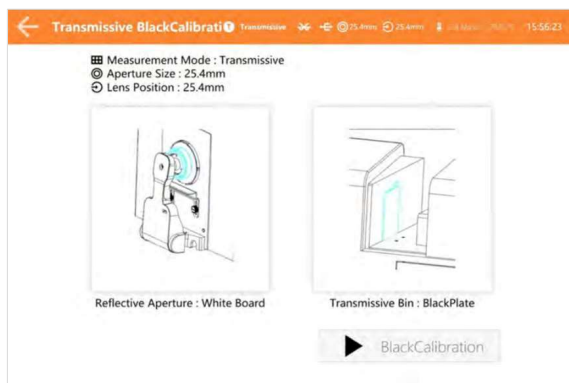 Transmissive BlackCalibrati
Transmissive
25.4mm
25.4mm
15:56:23
Measurement Mode : Transmissive
Aperture Size : 25.4mm
Lens Position : 25.4mm
Reflective Aperture : White Board
Transmissive Bin : BlackPlate
BlackCalibration